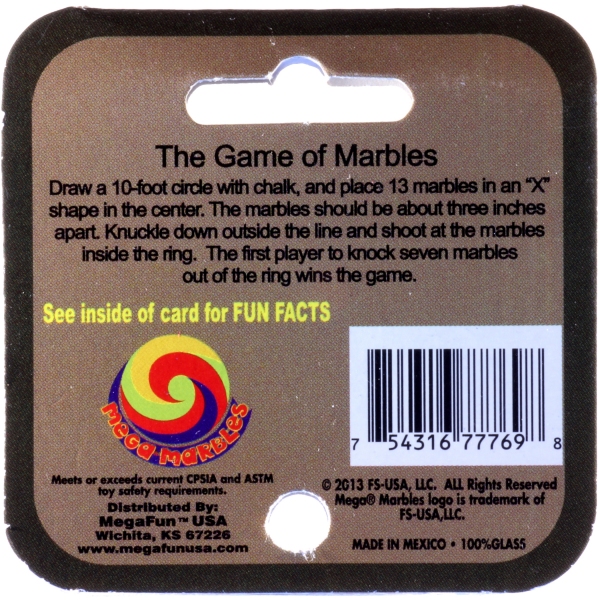 The Game of Marbles
Draw a 10-foot circle with chalk, and place 13 marbles in an “X”
shape in the center. The marbles should be about three inches
apart. Knuckle down outside the line and shoot at the marbles
inside the ring. The first player to knock seven marbles
out of the ring wins the game.
See inside of card for FUN FACTS
MEGA MARBLES
7 54316 77769 8
Meets or exceeds current CPSIA and ASTM
toy safety requirements.
Distributed By:
MegaFun™ USA
Wichita, KS 67226
www.megafunusa.com
© 2013 FS-USA, LLC. ALL Rights Reserved
Mega® Marbles logo is trademark of
FS-USA,LLC.
MADE IN MEXICO • 100%GLASS